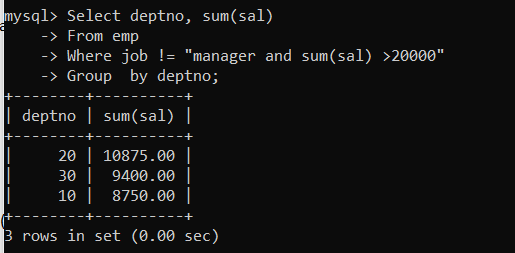 mysql> Select deptno, sum(sal)
    -> From emp
    -> Where job != "manager and sum(sal) >20000"
    -> Group  by deptno;
+--------+----------+
| deptno | sum(sal) |
+--------+----------+
|     20 | 10875.00 |
|     30 |  9400.00 |
|     10 |  8750.00 |
+--------+----------+
3 rows in set (0.00 sec)